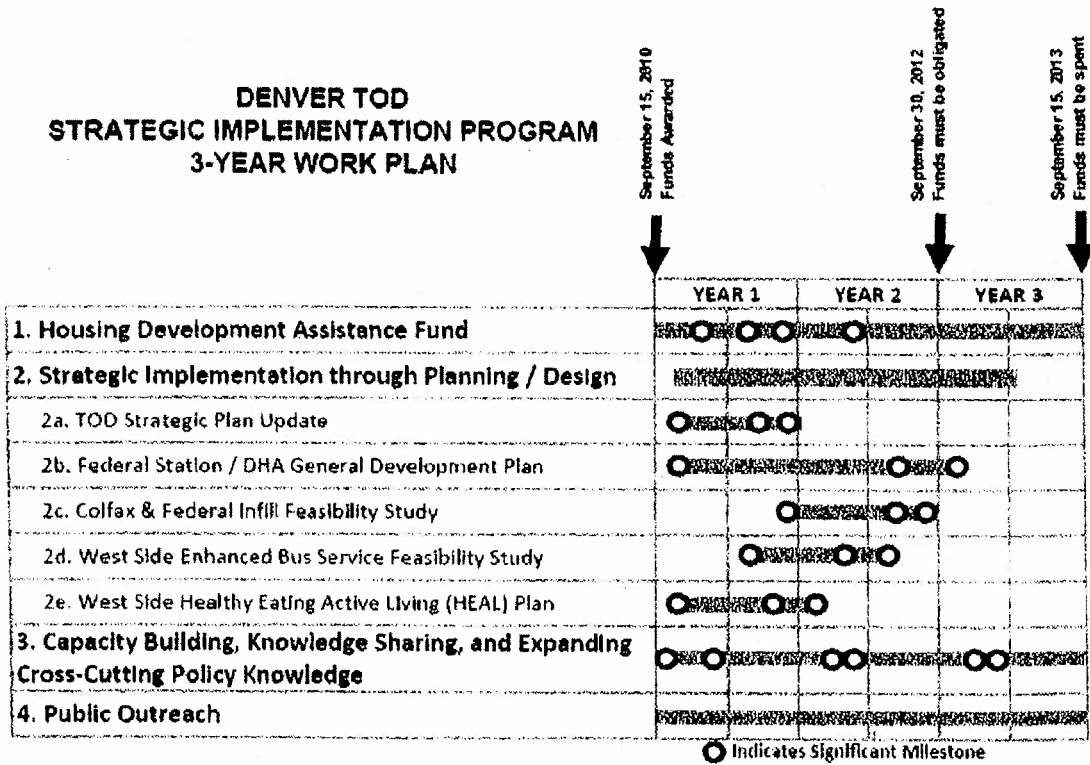 DENVER TOD
STRATEGIC IMPLEMENTATION PROGRAM
3-YEAR WORK PLAN
September 15, 2010
Funds Awarded
September 30, 2012
Funds must be obligated
September 15, 2013
Funds must be spent
YEAR 1 YEAR 2 YEAR 3
1. Housing Development Assistance Fund
2. Strategic Implementation through Planning / Design
2a. TOD Strategic Plan Update
2b. Federal Station / DHA General Development Plan
2c. Colfax & Federal Infill Feasibility Study
2d. West Side Enhanced Bus Service Feasibility Study
2e. West Side Healthy Eating Active Living (HEAL) Plan
3. Capacity Building, Knowledge Sharing, and Expanding
Cross-Cutting Policy Knowledge
4. Public Outreach
Indicates Significant Milestone